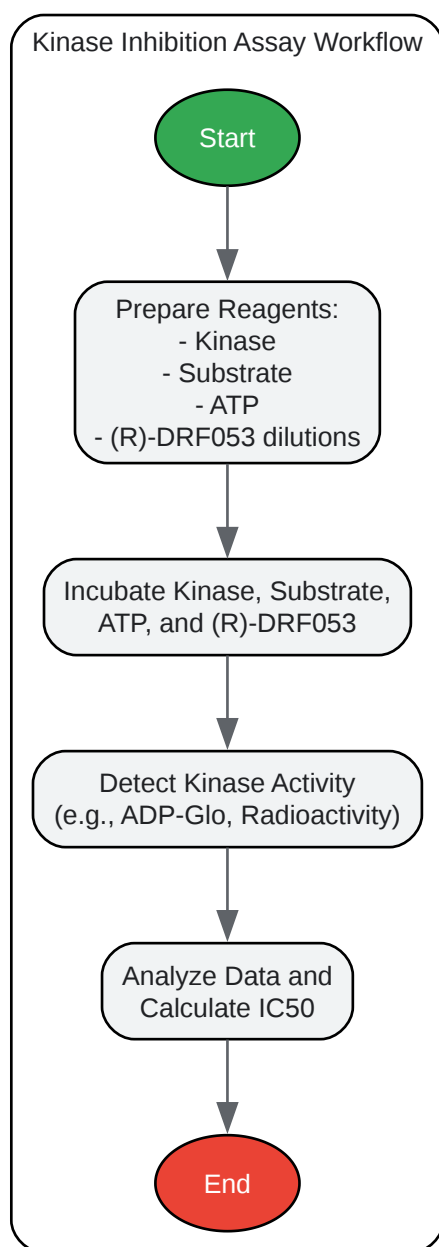 Kinase Inhibition Assay Workflow
Start
Prepare Reagents:
- Kinase
- Substrate
- ATP
- (R)-DRF053 dilutions
Incubate Kinase, Substrate,
ATP, and (R)-DRF053
Detect Kinase Activity
(e.g., ADP-Glo, Radioactivity)
Analyze Data and
Calculate IC50
End